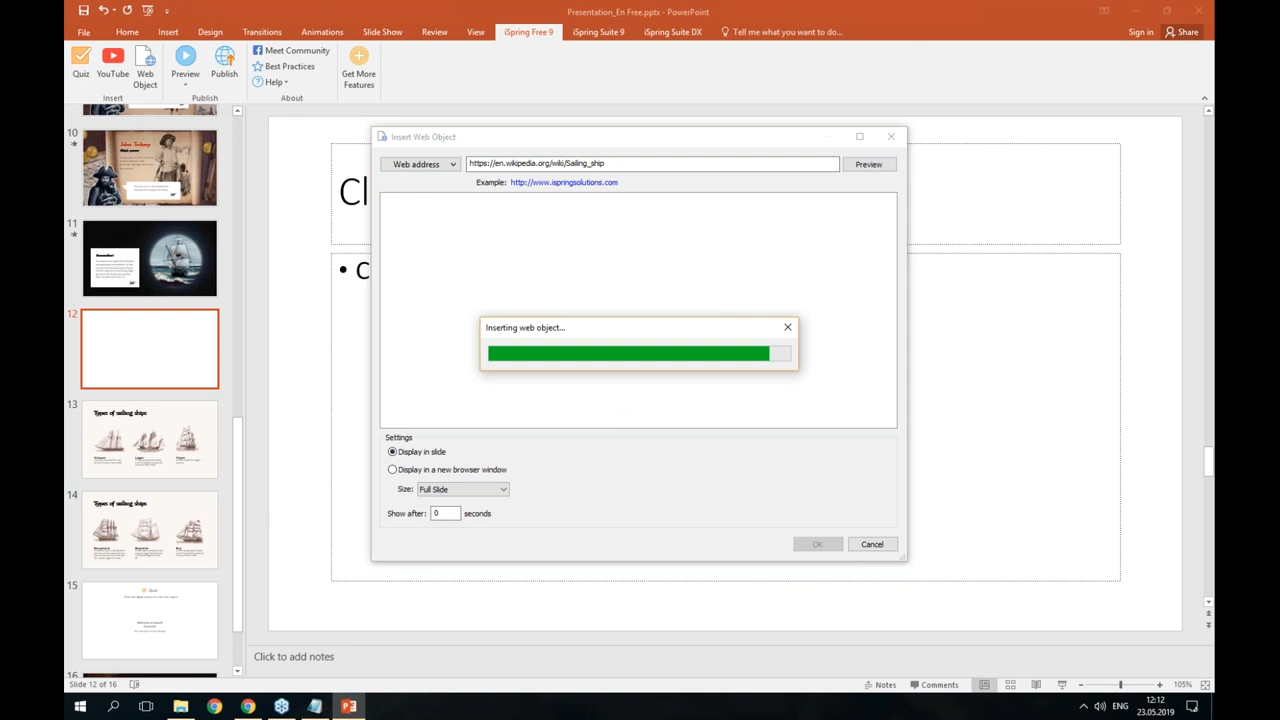 Presentation_En Free.pptx - PowerPoint
File Home Insert Design Transitions Animations Slide Show Review View iSpring Free 9 iSpring Suite 9 iSpring Suite DX Tell me what you want to do... Sign in Share
Quiz YouTube Web Object Preview Publish
Meet Community
Best Practices
Help
Get More Features
Insert Publish About
10
11
Remember!
12
13
Types of sailing ships
14
Types of sailing ships
15
Quiz
16
Cl
• C
Insert Web Object
Web address https://en.wikipedia.org/wiki/Sailing_ship Preview
Example: http://www.ispringsolutions.com
Inserting web object...
Settings
Display in slide
Display in a new browser window
Size: Full Slide
Show after: 0 seconds
OK Cancel
Click to add notes
Slide 12 of 16 Notes Comments 105%
ENG
12:12
23.05.2019